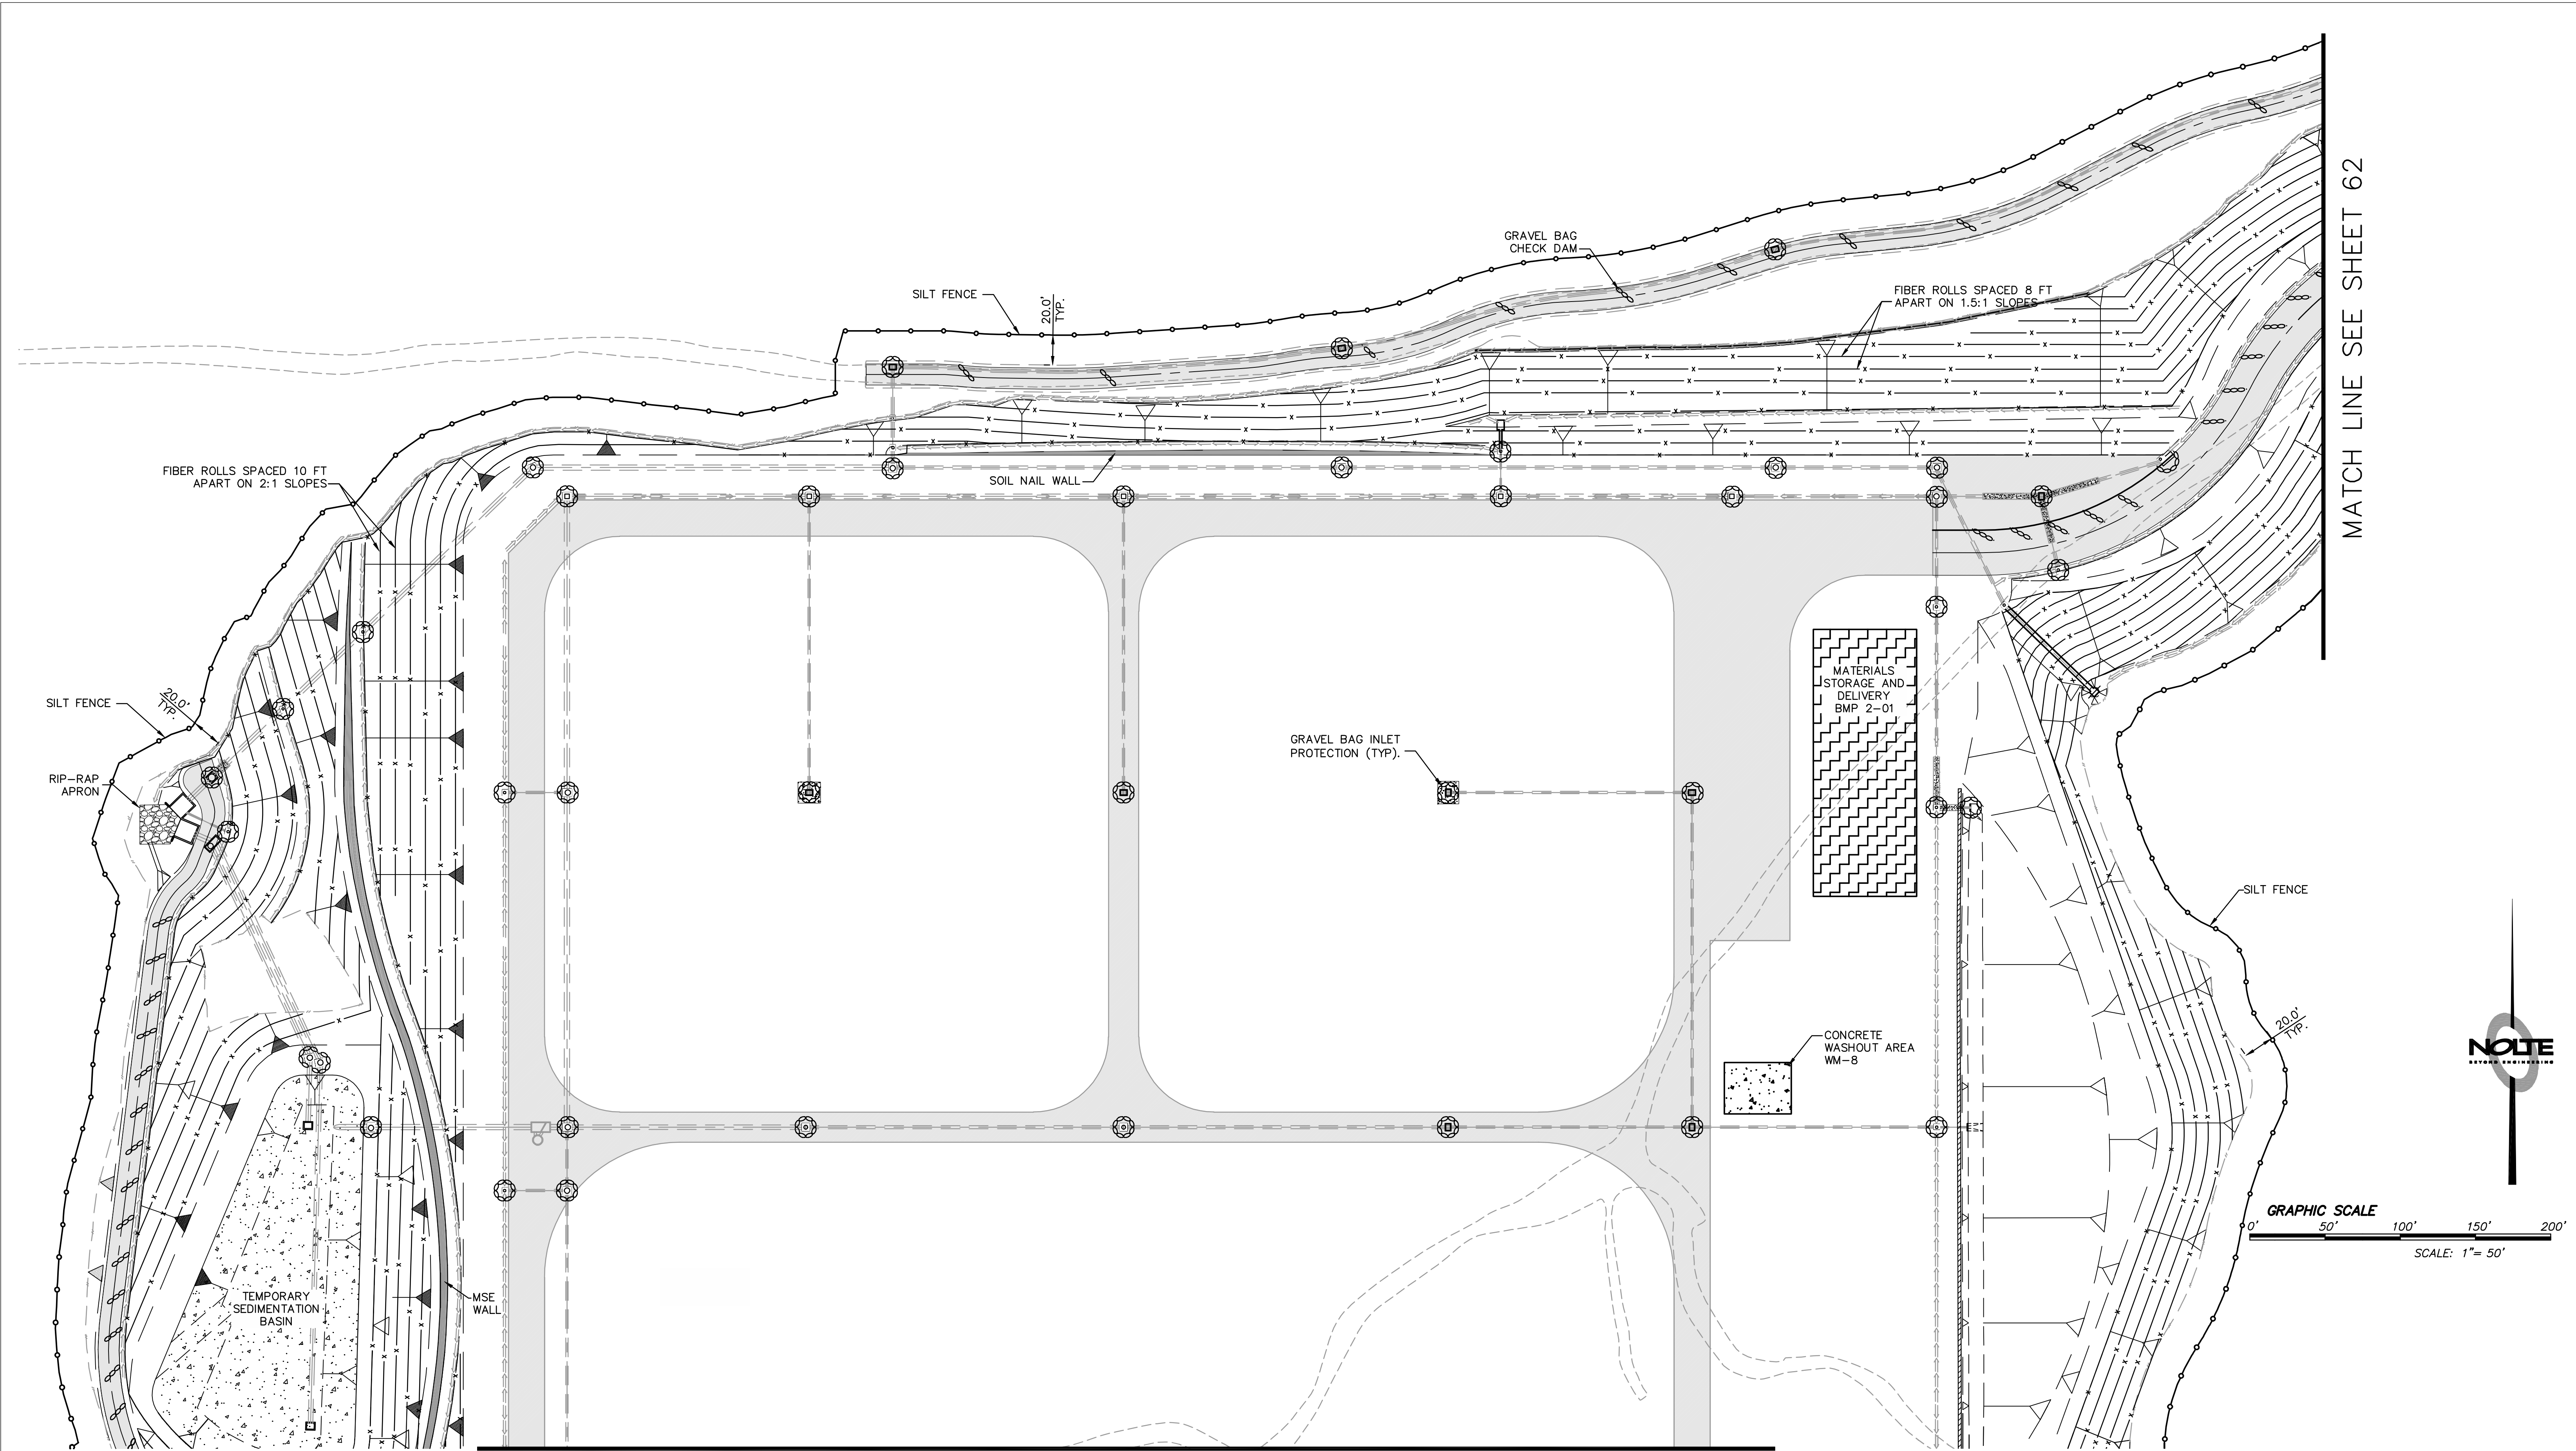 GRAVEL BAG
CHECK DAM
SILT FENCE
20.0'
TYP.
FIBER ROLLS SPACED 8 FT
APART ON 1.5:1 SLOPES
MATCH LINE SEE SHEET 62
FIBER ROLLS SPACED 10 FT
APART ON 2:1 SLOPES
SOIL NAIL WALL
SILT FENCE
20.0'
TYP.
RIP-RAP
APRON
MATERIALS
STORAGE AND
DELIVERY
BMP 2-01
GRAVEL BAG INLET
PROTECTION (TYP).
SILT FENCE
CONCRETE
WASHOUT AREA
WM-8
20.0'
TYP.
NOLTE
BEYOND ENGINEERING
GRAPHIC SCALE
0' 50' 100' 150' 200'
SCALE: 1"= 50'
TEMPORARY
SEDIMENTATION
BASIN
MSE
WALL